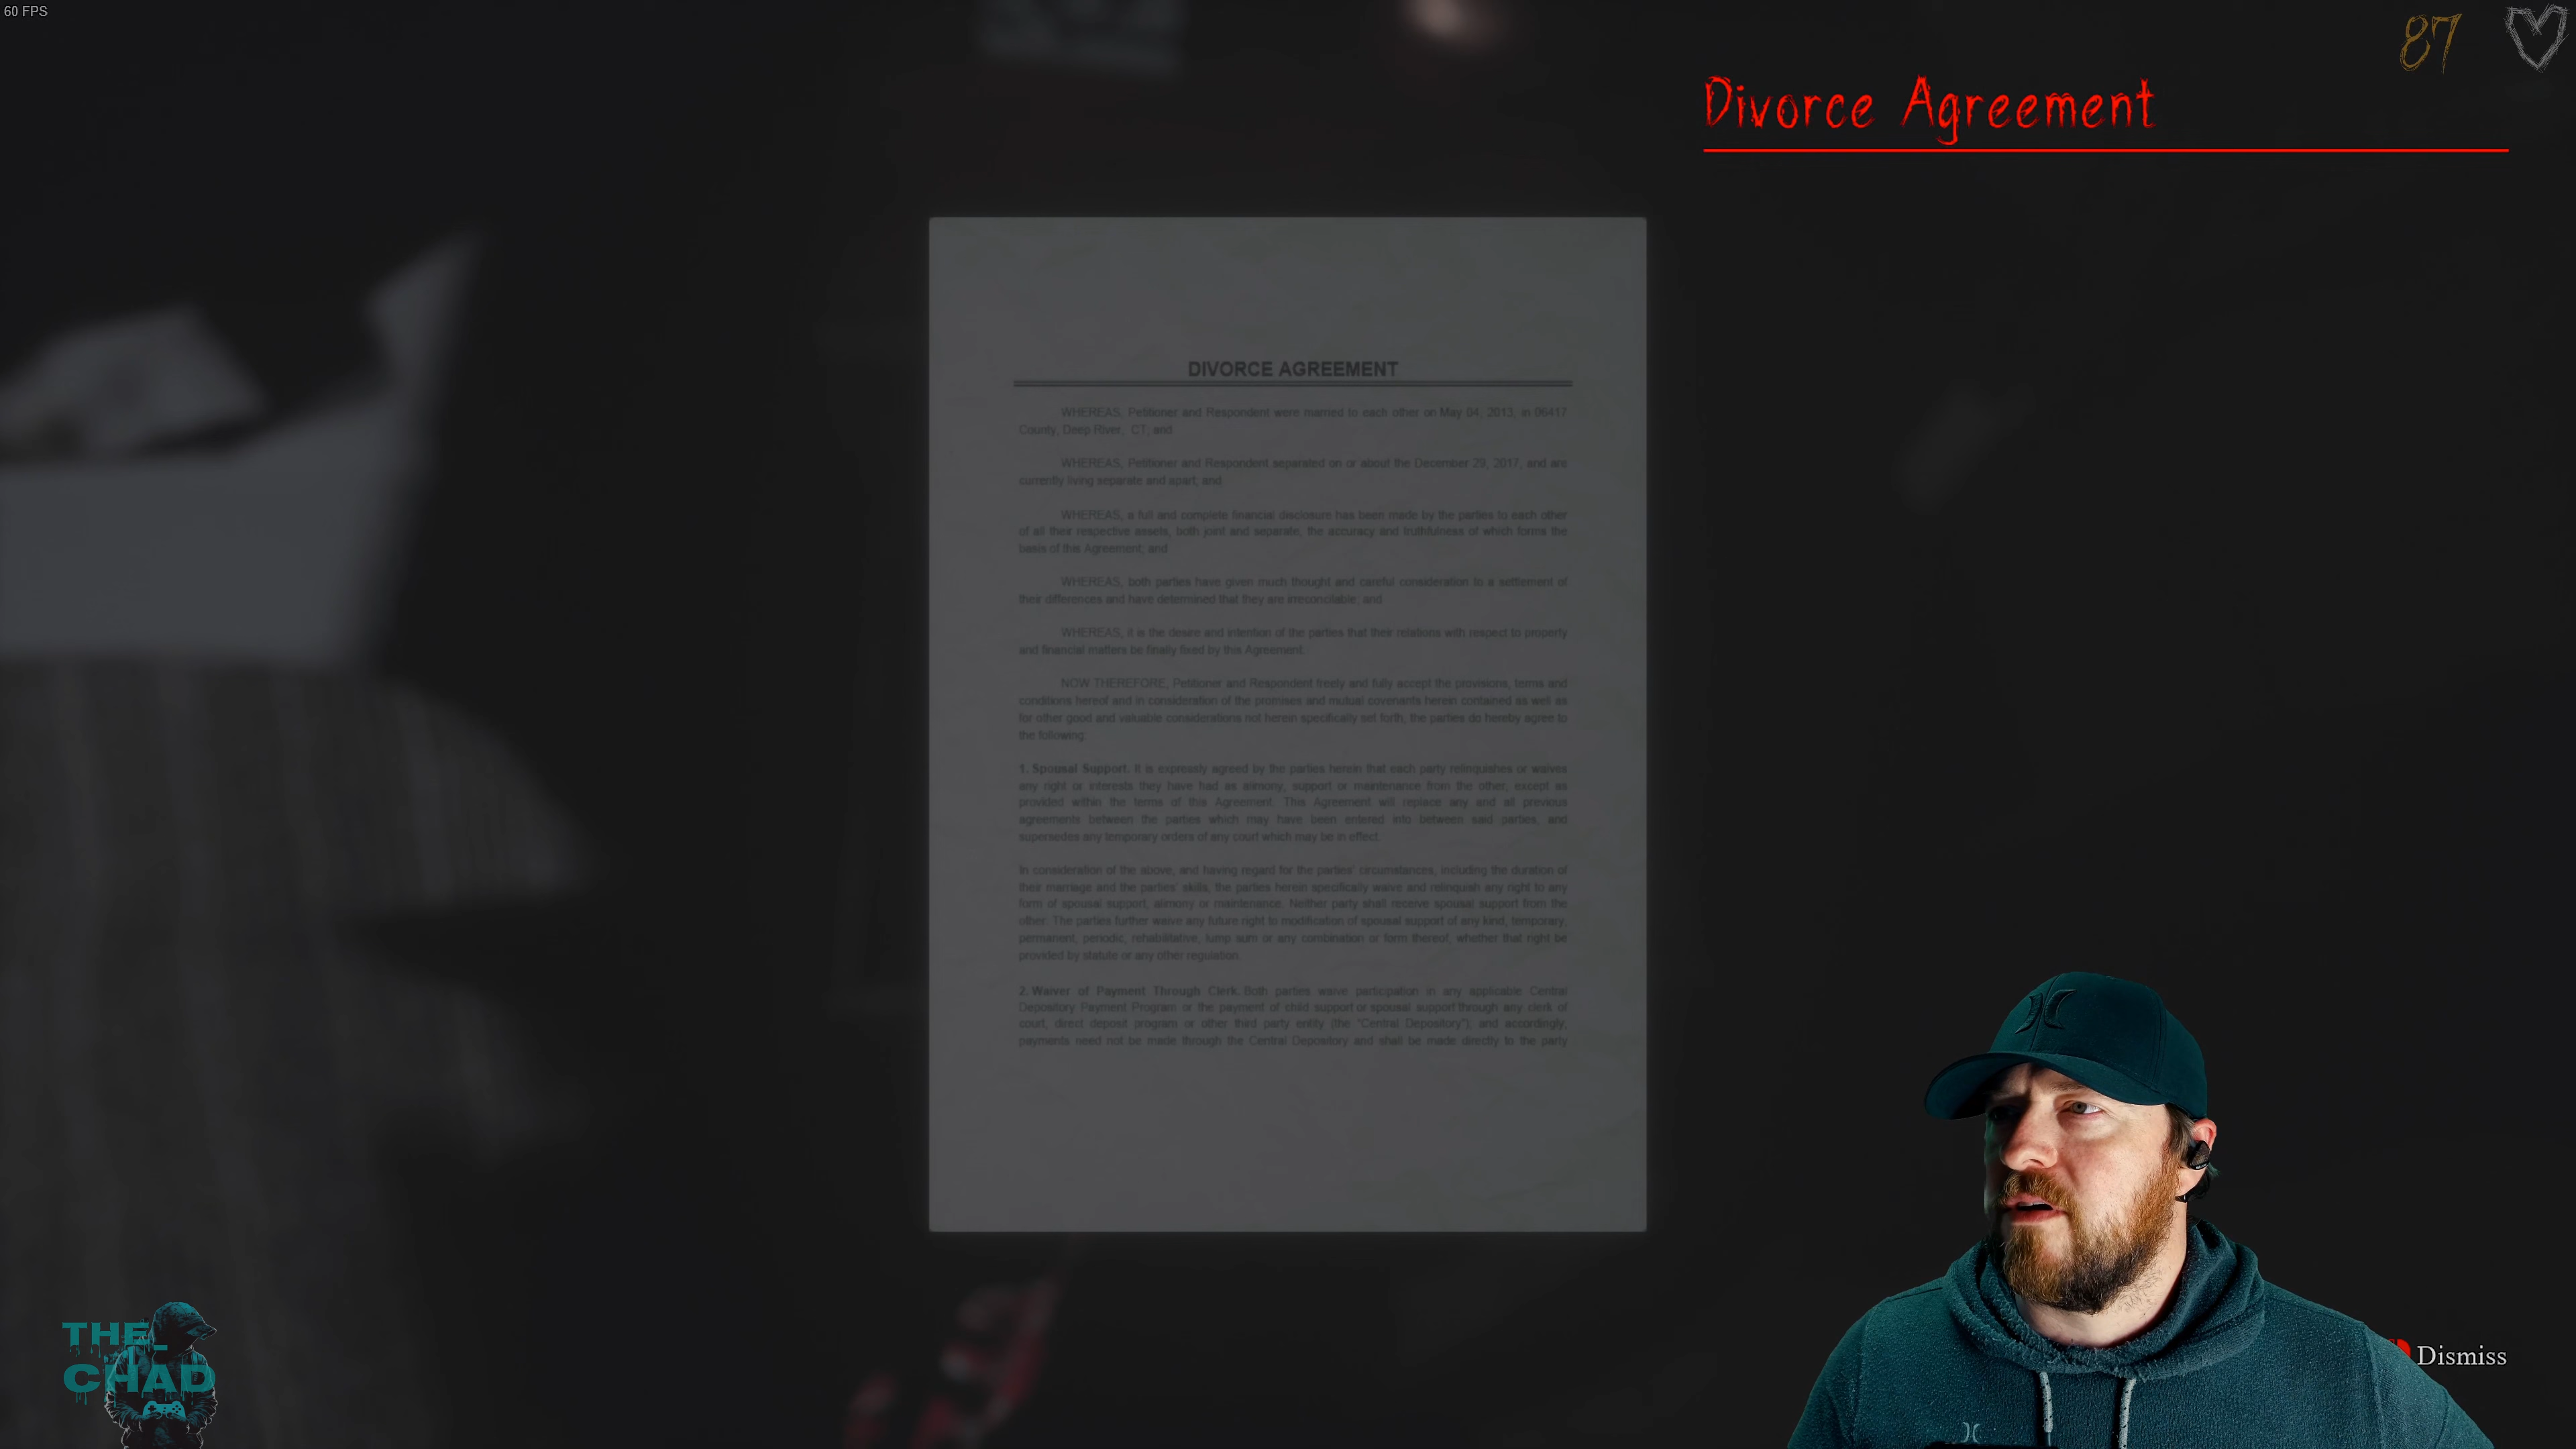 60 FPS
87
Divorce Agreement
DIVORCE AGREEMENT
WHEREAS, Petitioner and Respondent were married to each other on May 04, 2013, in 06417
County, Deep River, CT; and
WHEREAS, Petitioner and Respondent separated on or about the December 29, 2017, and are
currently living separate and apart; and
WHEREAS, a full and complete financial disclosure has been made by the parties to each other
of all their respective assets, both joint and separate, the accuracy and truthfulness of which forms the
basis of this Agreement; and
WHEREAS, both parties have given much thought and careful consideration to a settlement of
their differences and have determined that they are irreconcilable; and
WHEREAS, it is the desire and intention of the parties that their relations with respect to property
and financial matters be finally fixed by this Agreement.
NOW THEREFORE, Petitioner and Respondent freely and fully accept the provisions, terms and
conditions hereof and in consideration of the promises and mutual covenants herein contained as well as
for other good and valuable considerations not herein specifically set forth, the parties do hereby agree to
the following:
1. Spousal Support. It is expressly agreed by the parties herein that each party relinquishes or waives
any right or interests they have had as alimony, support or maintenance from the other, except as
provided within the terms of this Agreement. This Agreement will replace any and all previous
agreements between the parties which may have been entered into between said parties, and
supersedes any temporary orders of any court which may be in effect.
In consideration of the above, and having regard for the parties' circumstances, including the duration of
their marriage and the parties' skills, the parties herein specifically waive and relinquish any right to any
form of spousal support, alimony or maintenance. Neither party shall receive spousal support from the
other. The parties further waive any future right to modification of spousal support of any kind, temporary,
permanent, periodic, rehabilitative, lump sum or any combination or form thereof, whether that right be
provided by statute or any other regulation.
2. Waiver of Payment Through Clerk. Both parties waive participation in any applicable Central
Depository Payment Program or the payment of child support or spousal support through any clerk of
court, direct deposit program or other third party entity (the "Central Depository"), and accordingly,
payments need not be made through the Central Depository and shall be made directly to the party
THE
CHAD
Dismiss